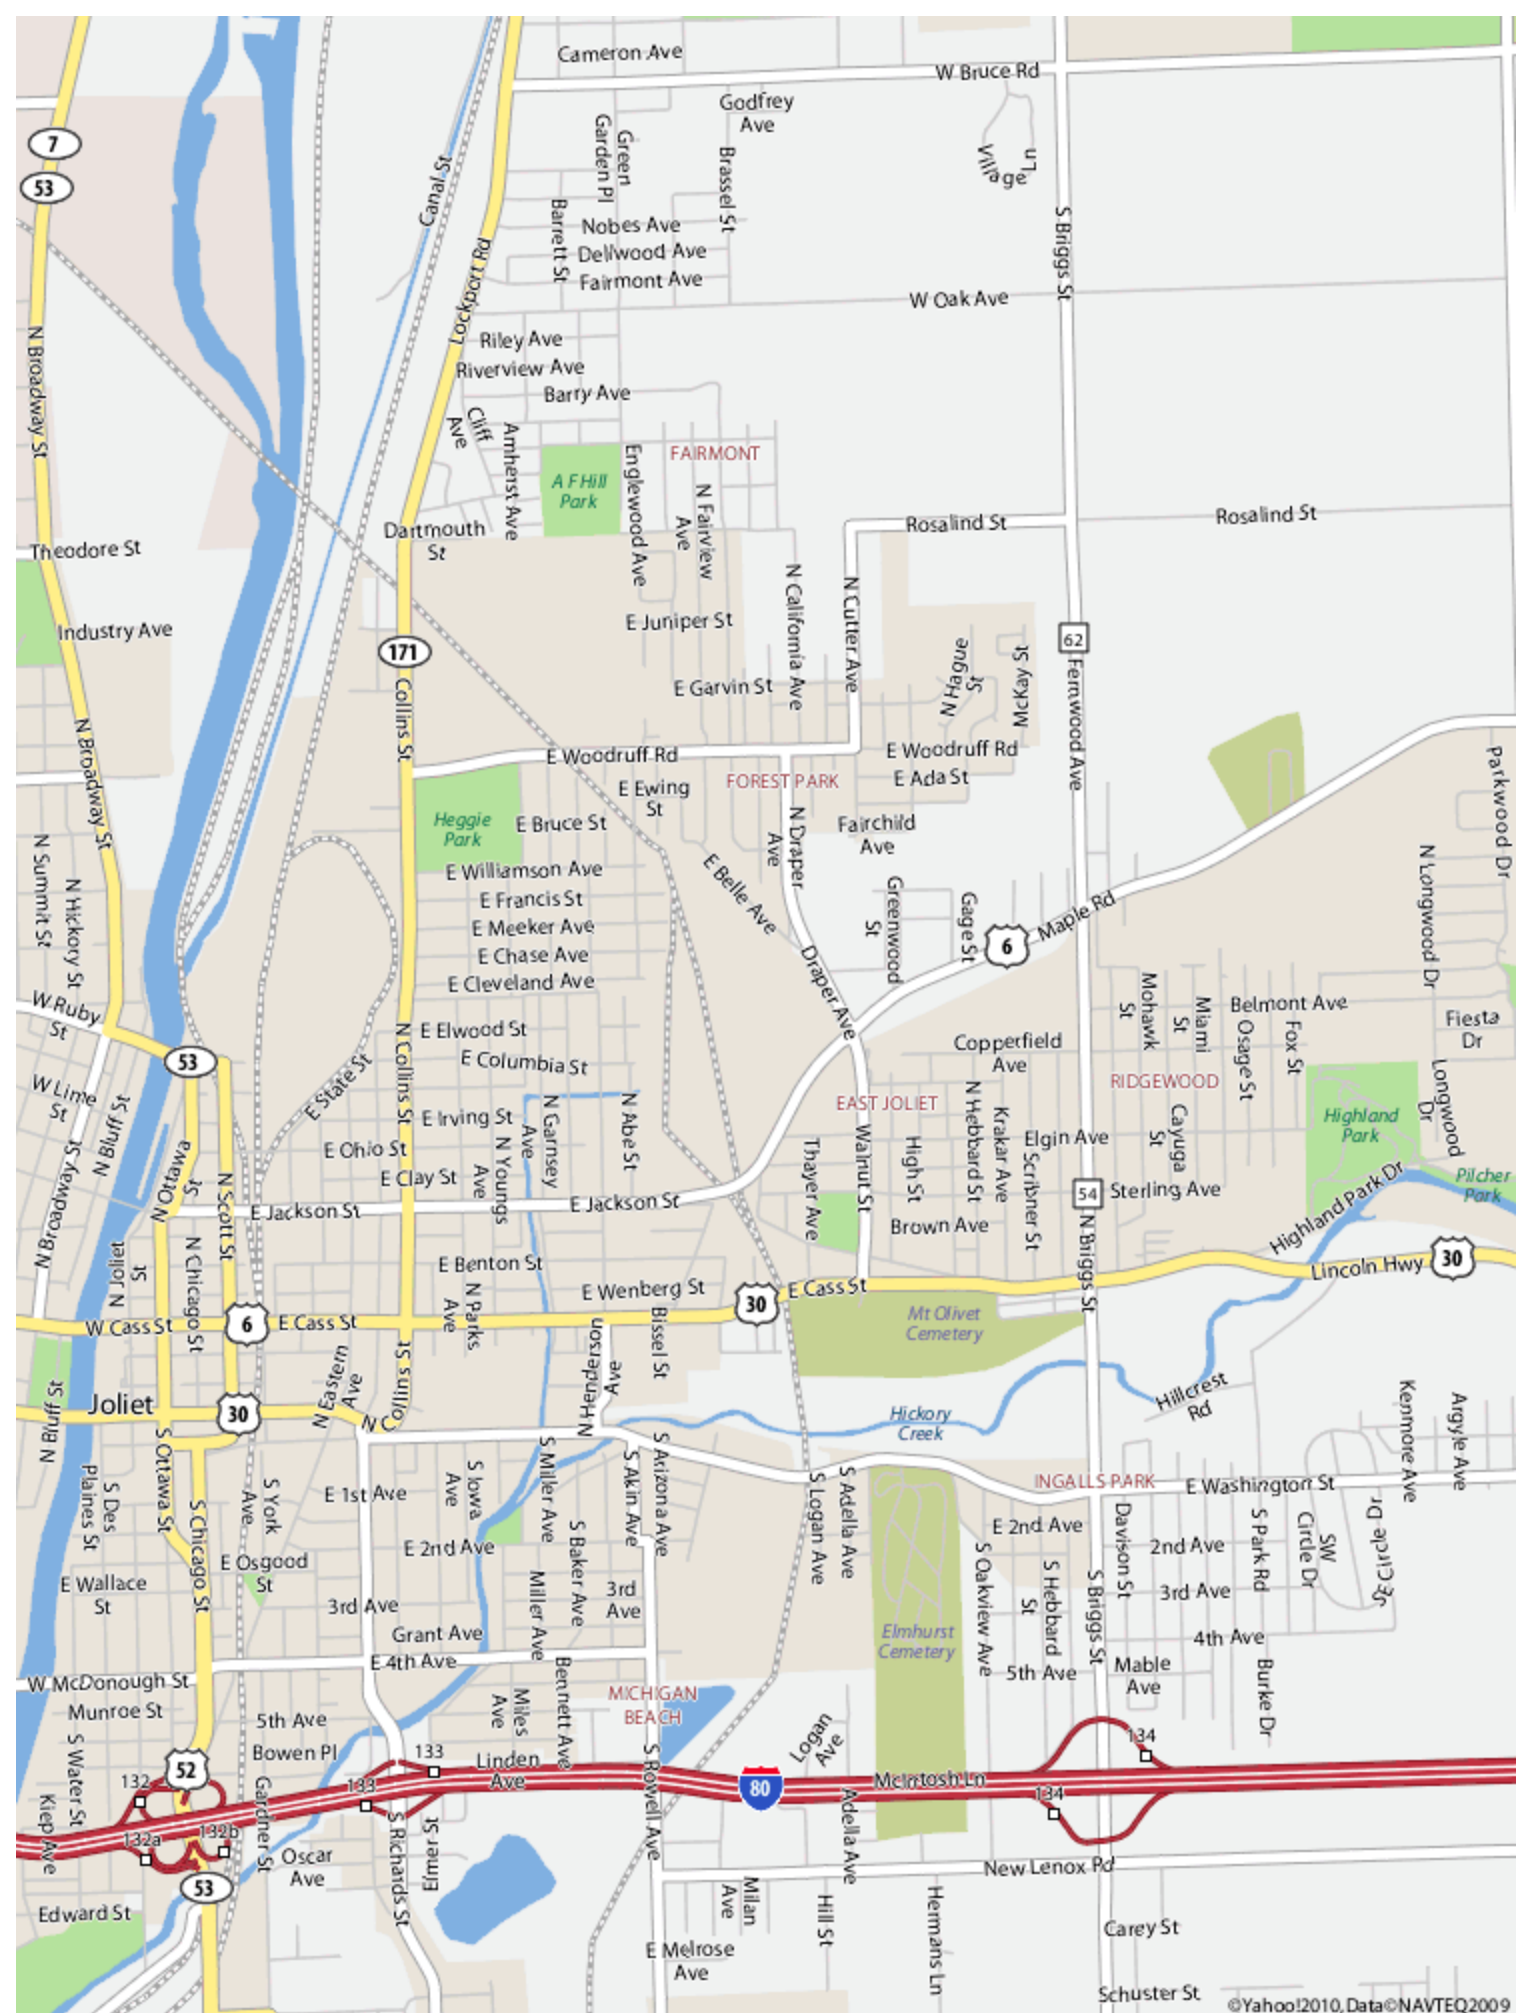 Cameron Ave
W Bruce Rd
Godfrey
Ave
7
53
Green
Garden Pl
Brassel St
Village
Ln
Canal St
Barrett St
Nobes Ave
Dellwood Ave
Fairmont Ave
S Briggs St
Lockport Rd
W Oak Ave
N Broadway St
Riley Ave
Riverview Ave
Barry Ave
Cliff
Ave
Amherst Ave
A F Hill
Park
Englewood Ave
FAIRMONT
N Fairview
Ave
Dartmouth
St
Rosalind St
Rosalind St
Theodore St
Industry Ave
E Juniper St
N California Ave
N Cutter Ave
N Hague
St
McKay St
62
171
Collins St
E Garvin St
Fernwood Ave
N Broadway St
E Woodruff Rd
E Woodruff Rd
FOREST PARK
E Ada St
E Ewing
St
Parkwood Dr
Heggie
Park
E Bruce St
N Draper
Ave
Fairchild
Ave
N Summit St
N Hickory St
E Williamson Ave
E Belle Ave
N Longwood Dr
E Francis St
Greenwood
St
Gage St
Maple Rd
6
E Meeker Ave
E Chase Ave
E Cleveland Ave
Draper Ave
W Ruby
St
Mohawk
St
Miami
St
Belmont Ave
Osage St
Fox St
Fiesta
Dr
N Collins St
E Elwood St
E Columbia St
53
Copperfield
Ave
RIDGEWOOD
W Lime
St
N Bluff St
E State St
EAST JOLIET
Highland
Park
Longwood
Dr
E Irving St
N Garnsey
Ave
N Abe St
N Hebbard St
Krakar Ave
Elgin Ave
Cayuga
St
E Ohio St
N Youngs
Ave
Thayer Ave
Walnut St
High St
E Scribner St
N Ottawa
St
N Scott St
E Clay St
54
Sterling Ave
Pilcher
Park
N Broadway St
E Jackson St
E Jackson St
Brown Ave
Highland Park Dr
N Joliet
St
N Chicago St
E Benton St
N Briggs St
Lincoln Hwy
30
E Wenberg St
E Cass St
30
N Parks
Ave
Bissel St
W Cass St
6
E Cass St
Mt Olivet
Cemetery
N Henderson
Ave
N Eastern
Ave
N Collins St
Joliet
30
N Bluff St
Hickory
Creek
Hillcrest
Rd
Kenmore Ave
Argyle Ave
S Ottawa St
S Des
Plaines St
S Chicago St
S York
Ave
E 1st Ave
S Iowa
Ave
S Miller Ave
S Akin Ave
S Arizona Ave
S Logan Ave
S Adella Ave
INGALLS PARK
E Washington St
E 2nd Ave
E 2nd Ave
Davison St
2nd Ave
S Park Rd
SW
Circle Dr
SE Circle Dr
E Osgood
St
S Baker Ave
E Wallace
St
Miller Ave
3rd
Ave
3rd Ave
S Oakview Ave
S Hebbard
St
S Briggs St
3rd Ave
Grant Ave
Elmhurst
Cemetery
4th Ave
E 4th Ave
W McDonough St
5th Ave
Mable
Ave
Burke Dr
Munroe St
5th Ave
Miles
Ave
Bennett Ave
MICHIGAN
BEACH
Logan
Ave
Bowen Pl
S Water St
52
132
133
133
Linden
Ave
80
McIntosh Ln
134
134
Kiep Ave
132a
132b
Gardner St
S Richards St
Elmer St
S Rowell Ave
Adella Ave
New Lenox Rd
53
Oscar
Ave
Edward St
Milan
Ave
Hill St
Hermans Ln
Carey St
E Melrose
Ave
Schuster St
©Yahoo!2010, Data©NAVTEQ2009